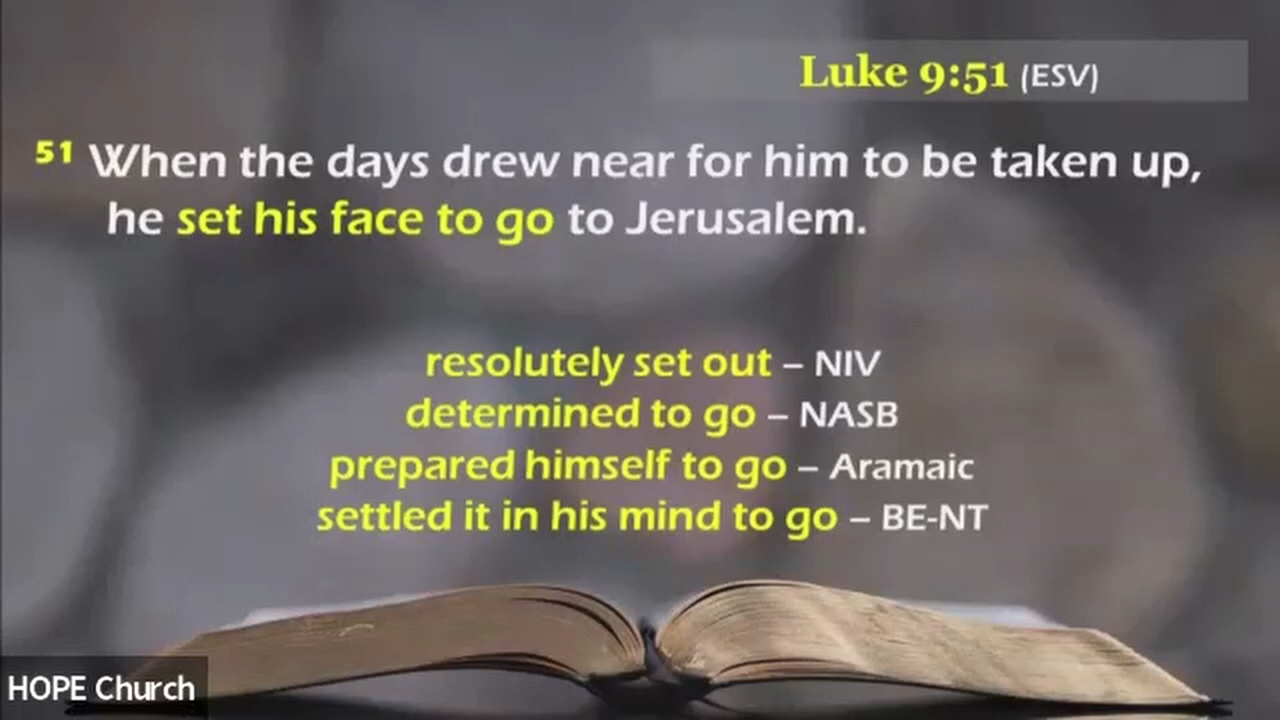 Luke 9:51 (ESV)
51 When the days drew near for him to be taken up,
he set his face to go to Jerusalem.
resolutely set out – NIV
determined to go – NASB
prepared himself to go – Aramaic
settled it in his mind to go – BE-NT
HOPE Church